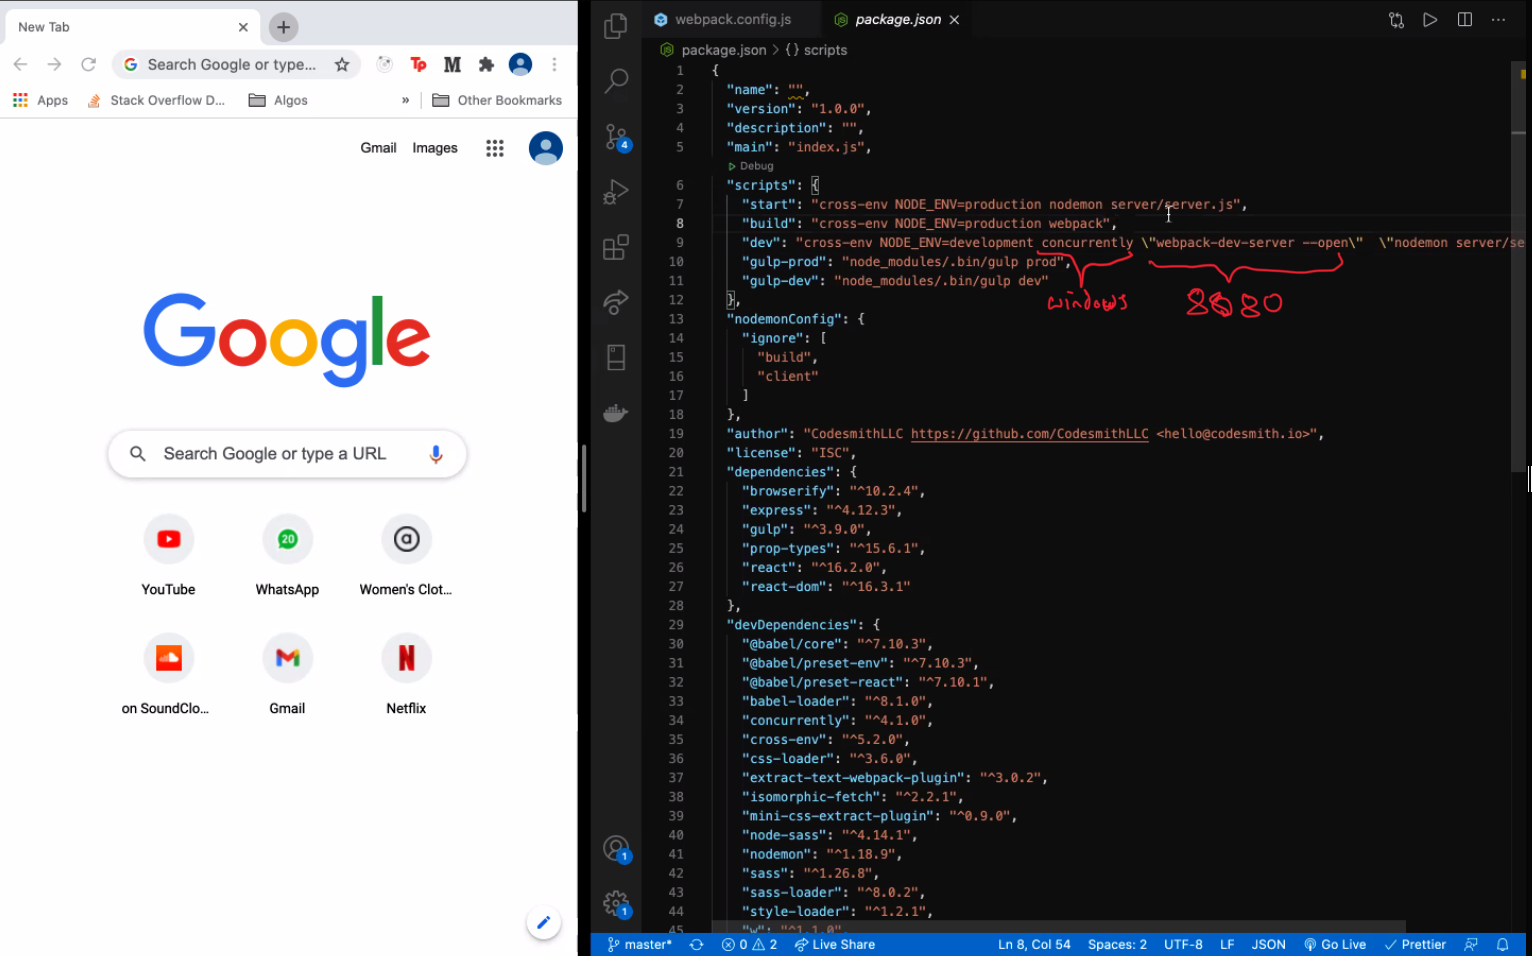 New Tab
Search Google or type...
Tp M
Apps Stack Overflow D... Algos » Other Bookmarks
Gmail Images
Google
Search Google or type a URL
20
YouTube WhatsApp Women's Clot...
on SoundClo... Gmail Netflix
webpack.config.js package.json
package.json > {} scripts
4
1
1
1 {
2 "name": "",
3 "version": "1.0.0",
4 "description": "",
5 "main": "index.js",
Debug
6 "scripts": {
7 "start": "cross-env NODE_ENV=production nodemon server/server.js",
8 "build": "cross-env NODE_ENV=production webpack",
9 "dev": "cross-env NODE_ENV=development concurrently \"webpack-dev-server --open\" \"nodemon server/se
10 "gulp-prod": "node_modules/.bin/gulp prod",
11 "gulp-dev": "node_modules/.bin/gulp dev"
windows 8080
12 },
13 "nodemonConfig": {
14 "ignore": [
15 "build",
16 "client"
17 ]
18 },
19 "author": "CodesmithLLC https://github.com/CodesmithLLC <hello@codesmith.io>",
20 "license": "ISC",
21 "dependencies": {
22 "browserify": "^10.2.4",
23 "express": "^4.12.3",
24 "gulp": "^3.9.0",
25 "prop-types": "^15.6.1",
26 "react": "^16.2.0",
27 "react-dom": "^16.3.1"
28 },
29 "devDependencies": {
30 "@babel/core": "^7.10.3",
31 "@babel/preset-env": "^7.10.3",
32 "@babel/preset-react": "^7.10.1",
33 "babel-loader": "^8.1.0",
34 "concurrently": "^4.1.0",
35 "cross-env": "^5.2.0",
36 "css-loader": "^3.6.0",
37 "extract-text-webpack-plugin": "^3.0.2",
38 "isomorphic-fetch": "^2.2.1",
39 "mini-css-extract-plugin": "^0.9.0",
40 "node-sass": "^4.14.1",
41 "nodemon": "^1.18.9",
42 "sass": "^1.26.8",
43 "sass-loader": "^8.0.2",
44 "style-loader": "^1.2.1",
45 "w": "^1.1.0",
master* 0 2 Live Share Ln 8, Col 54 Spaces: 2 UTF-8 LF JSON Go Live Prettier